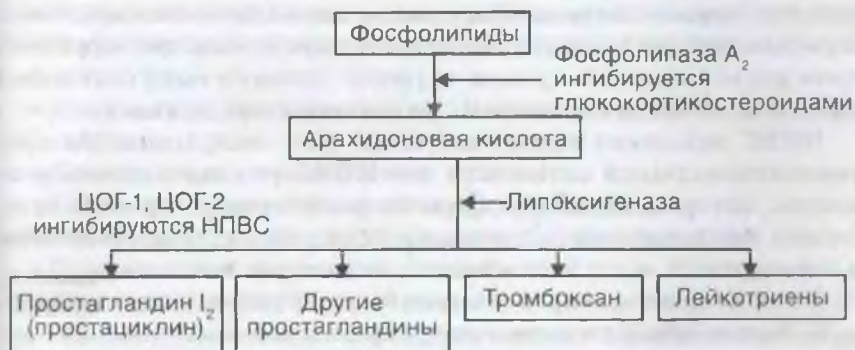 Фосфолипиды
Фосфолипаза A₂
ингибируется
глюкокортикостероидами
Арахидоновая кислота
ЦОГ-1, ЦОГ-2
ингибируются НПВС
Липоксигеназа
Простагландин I₂
(простациклин)
Другие
простагландины
Тромбоксан
Лейкотриены